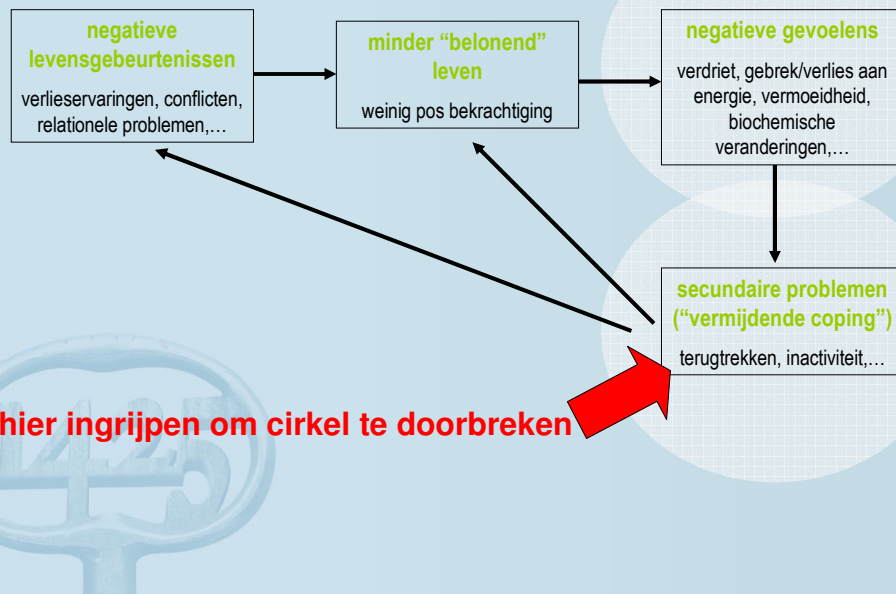 negatieve
levensgebeurtenissen
verlieservaringen, conflicten,
relationele problemen,…
minder “belonend”
leven
weinig pos bekrachtiging
negatieve gevoelens
verdriet, gebrek/verlies aan
energie, vermoeidheid,
biochemische
veranderingen,…
secundaire problemen
(“vermijdende coping”)
terugtrekken, inactiviteit,…
hier ingrijpen om cirkel te doorbreken
1425